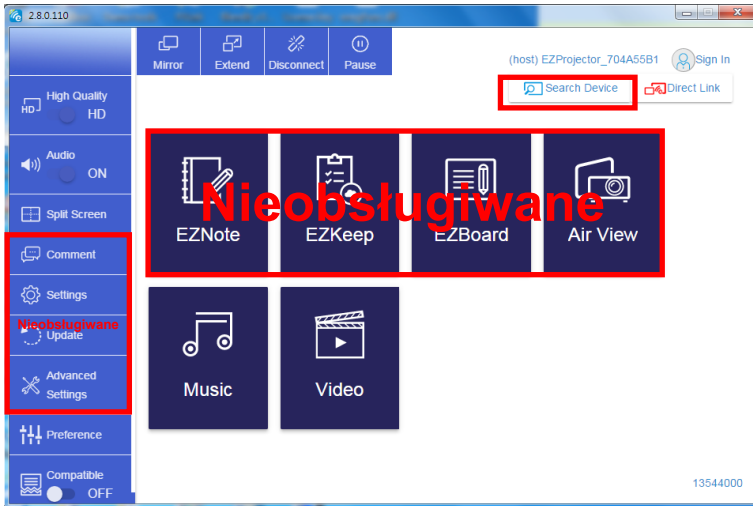 2.8.0.110
Mirror Extend Disconnect Pause
(host) EZProjector_704A55B1 Sign In
Search Device Direct Link
High Quality
HD HD
Audio
ON
Split Screen
Comment
Settings
Nieobsługiwane
Update
Advanced
Settings
Preference
Compatible
OFF
Nieobsługiwane
EZNote EZKeep EZBoard Air View
Music Video
13544000